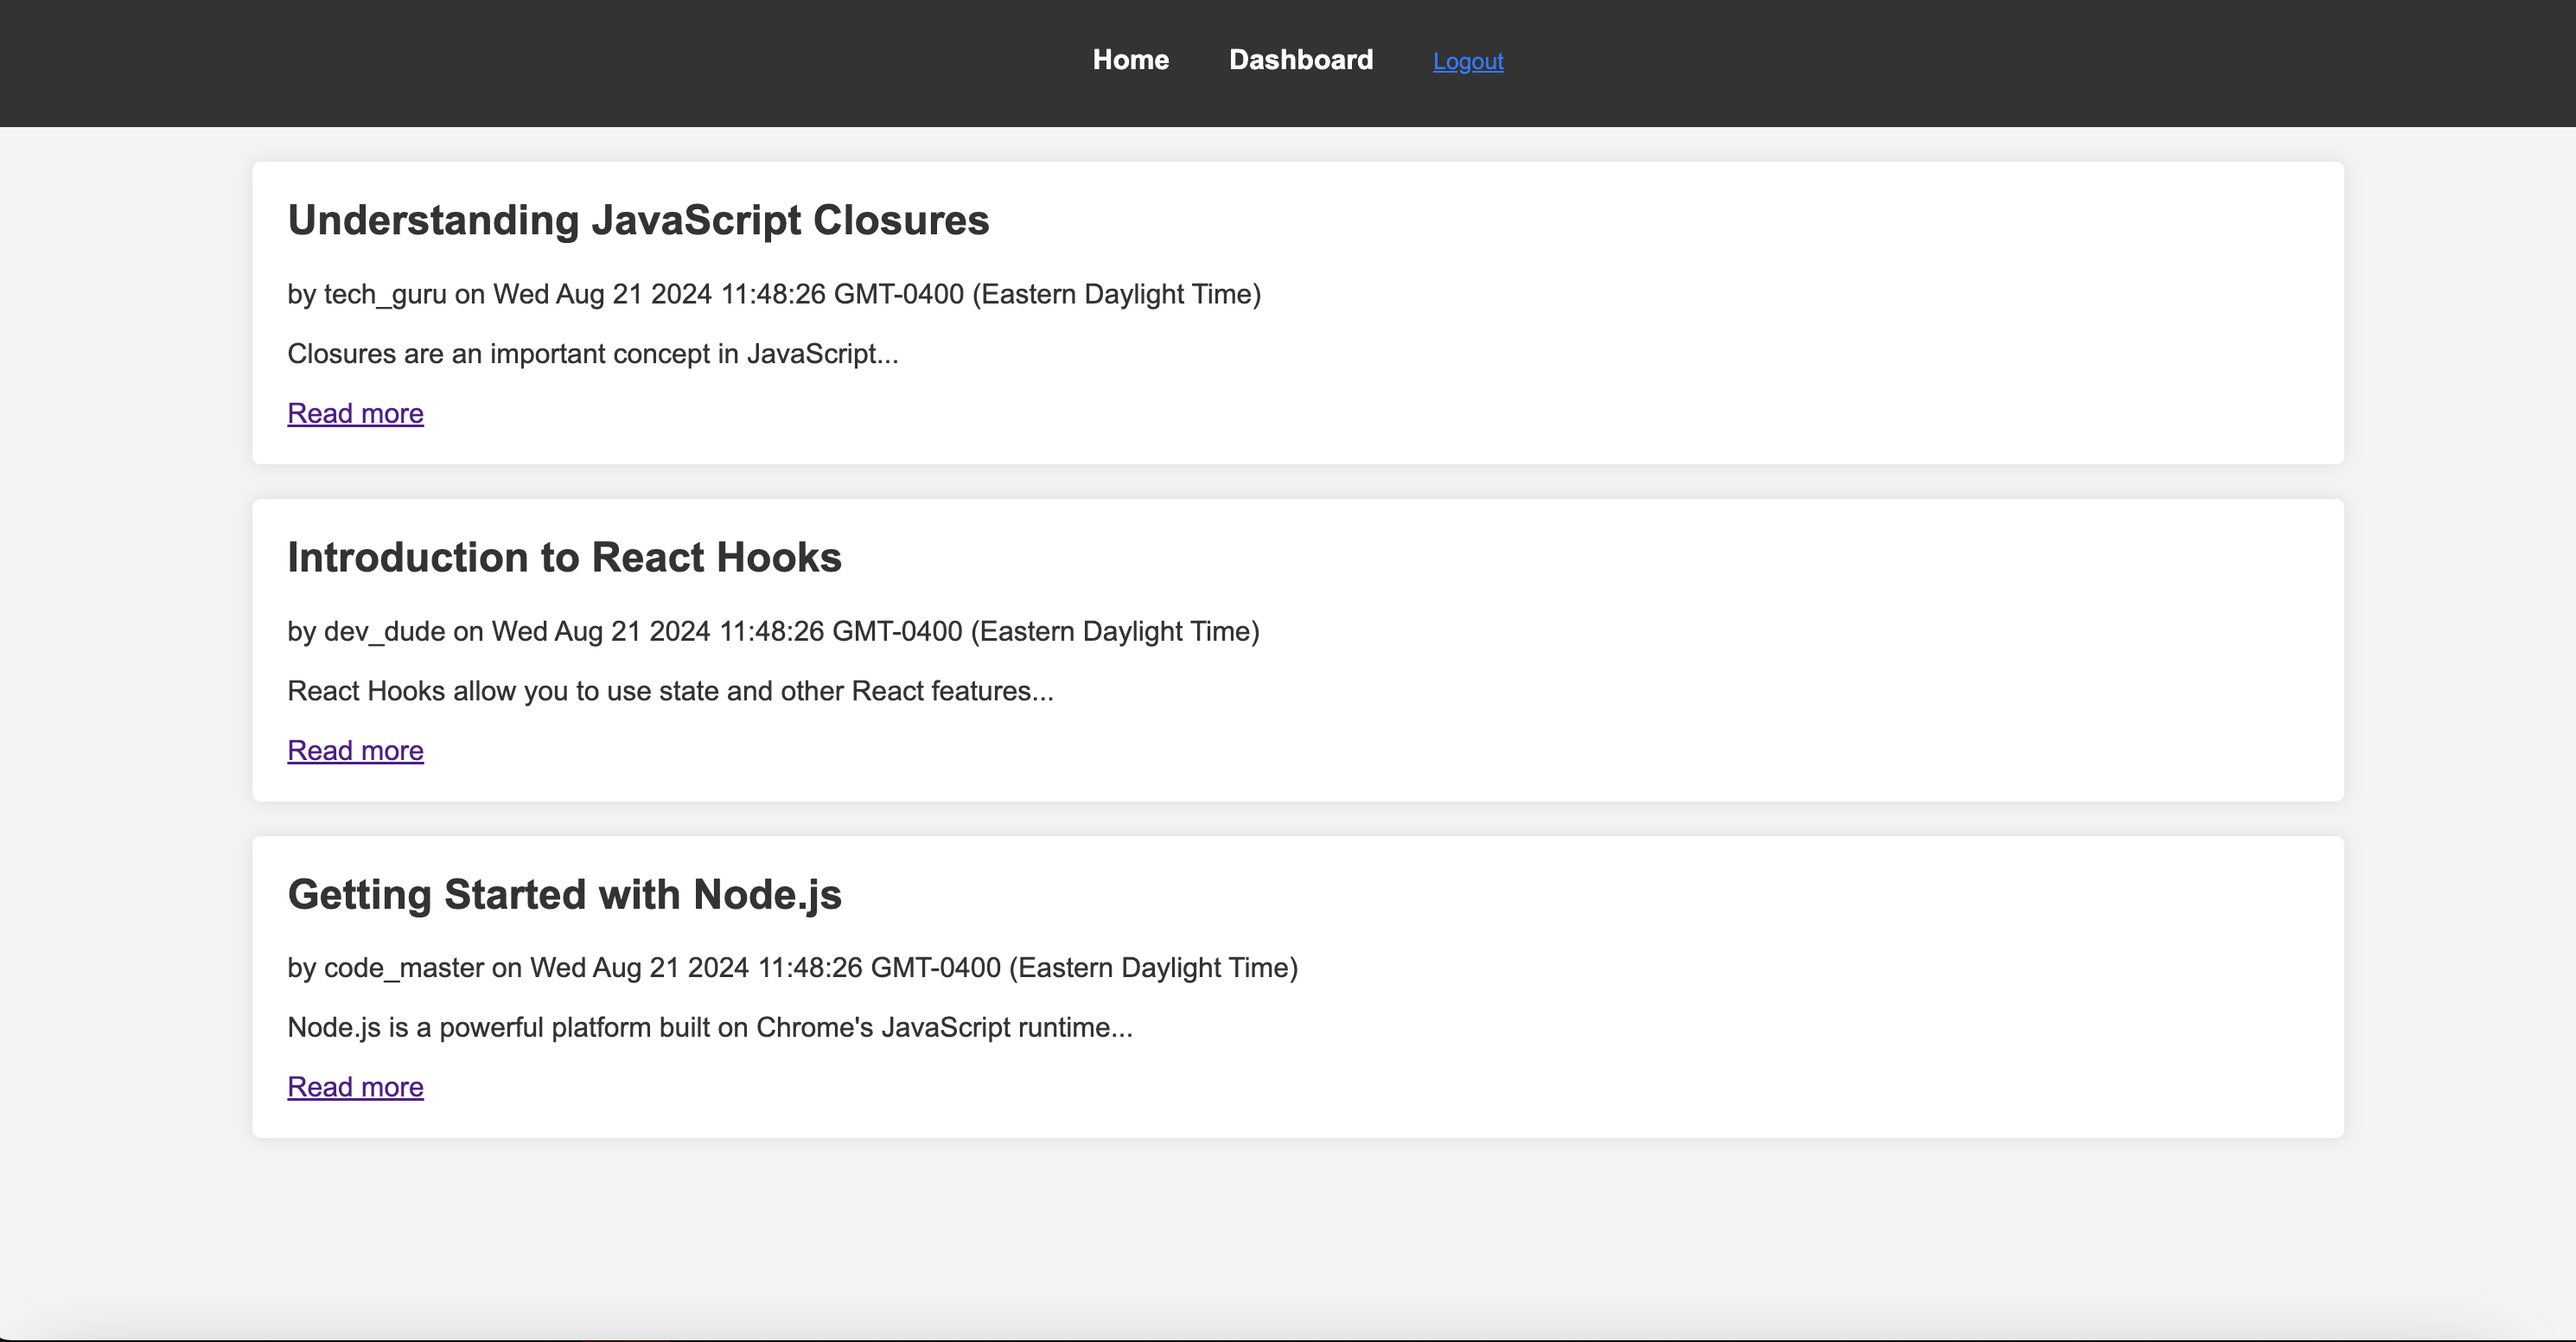 Home Dashboard Logout
Understanding JavaScript Closures
by tech_guru on Wed Aug 21 2024 11:48:26 GMT-0400 (Eastern Daylight Time)
Closures are an important concept in JavaScript...
Read more
Introduction to React Hooks
by dev_dude on Wed Aug 21 2024 11:48:26 GMT-0400 (Eastern Daylight Time)
React Hooks allow you to use state and other React features...
Read more
Getting Started with Node.js
by code_master on Wed Aug 21 2024 11:48:26 GMT-0400 (Eastern Daylight Time)
Node.js is a powerful platform built on Chrome's JavaScript runtime...
Read more